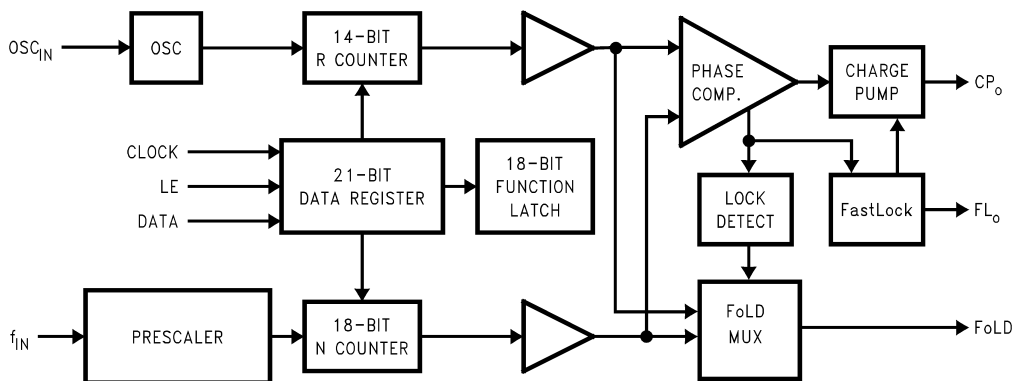 OSC_IN
OSC
14-BIT
R COUNTER
PHASE
COMP.
CHARGE
PUMP
CP_o
CLOCK
LE
DATA
21-BIT
DATA REGISTER
18-BIT
FUNCTION
LATCH
LOCK
DETECT
FastLock
FL_o
f_IN
PRESCALER
18-BIT
N COUNTER
FoLD
MUX
FoLD